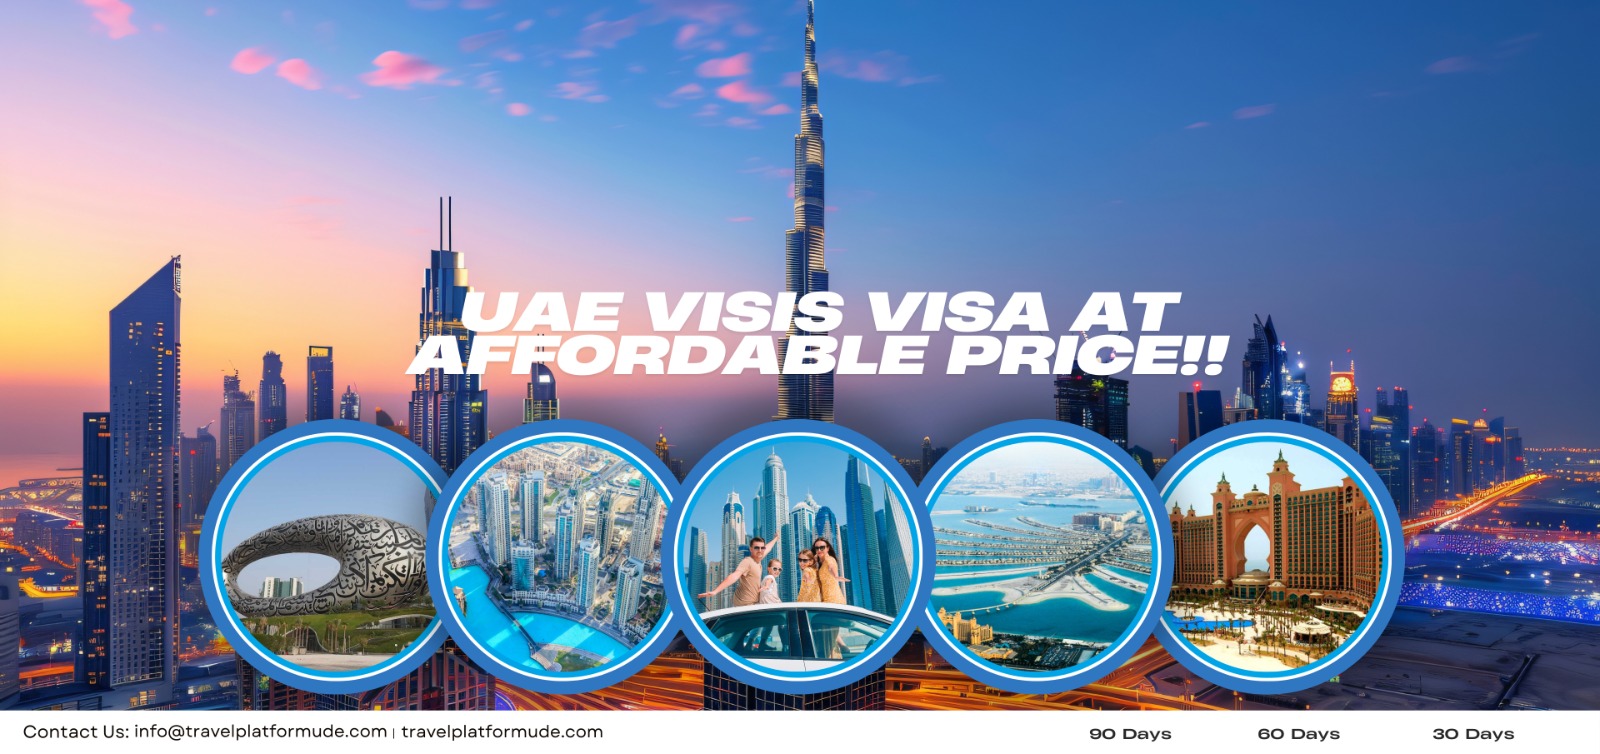 UAE VISIS VISA AT
AFFORDABLE PRICE!!
Contact Us: info@travelplatformude.com | travelplatformude.com
90 Days 60 Days 30 Days